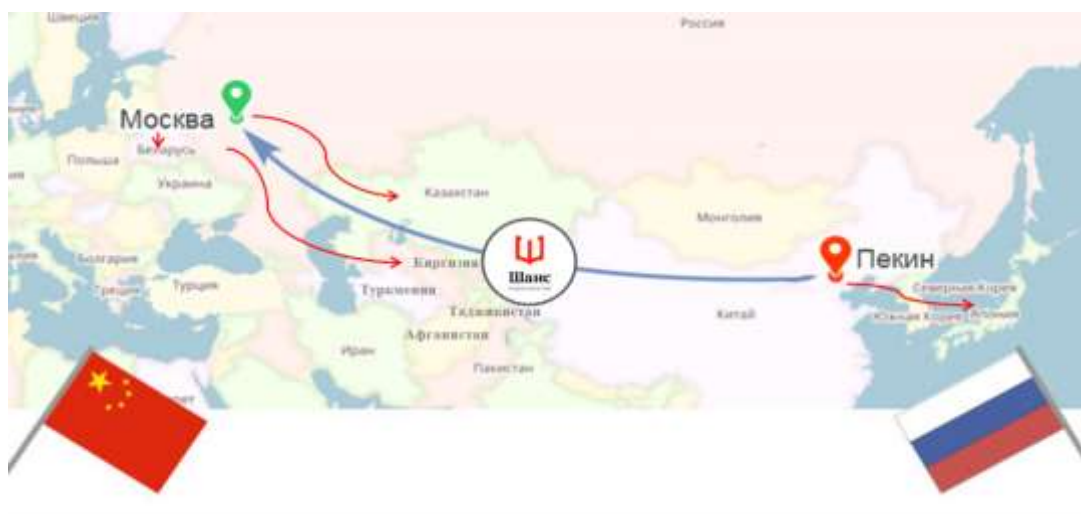 Швеция
Россия
Москва
Беларусь
Польша
Украина
Казахстан
Монголия
Пекин
Болгария
Киргизия
Шанс
Греция
Турция
Туркмения
Северная Корея
Таджикистан
Китай
Южная Корея
Япония
Афганистан
Иран
Пакистан